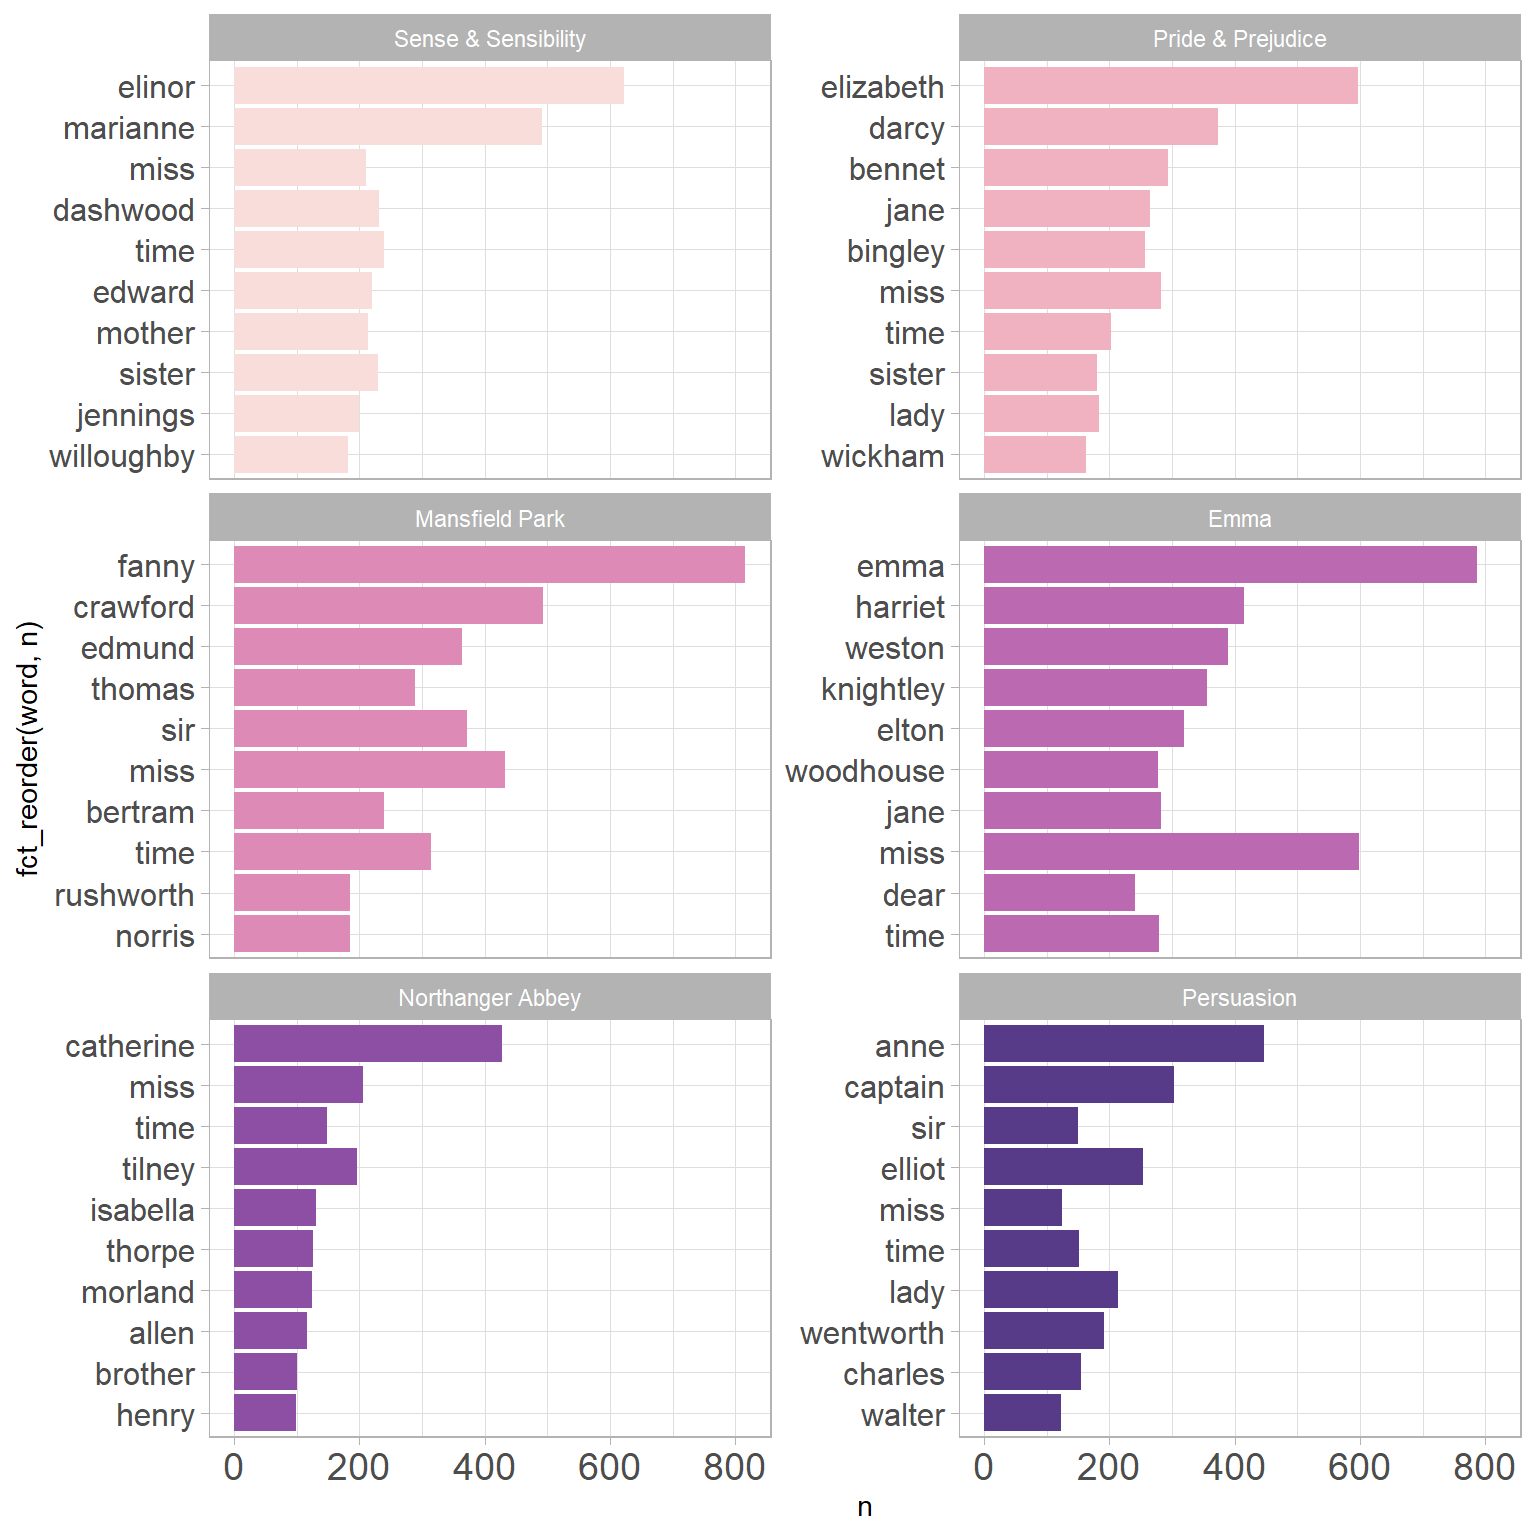 Sense & Sensibility
elinor
marianne
miss
dashwood
time
edward
mother
sister
jennings
willoughby
Pride & Prejudice
elizabeth
darcy
bennet
jane
bingley
miss
time
sister
lady
wickham
Mansfield Park
fanny
crawford
edmund
thomas
sir
miss
bertram
time
rushworth
norris
Emma
emma
harriet
weston
knightley
elton
woodhouse
jane
miss
dear
time
Northanger Abbey
catherine
miss
time
tilney
isabella
thorpe
morland
allen
brother
henry
0 200 400 600 800
Persuasion
anne
captain
sir
elliot
miss
time
lady
wentworth
charles
walter
0 200 400 600 800
n
fct_reorder(word, n)